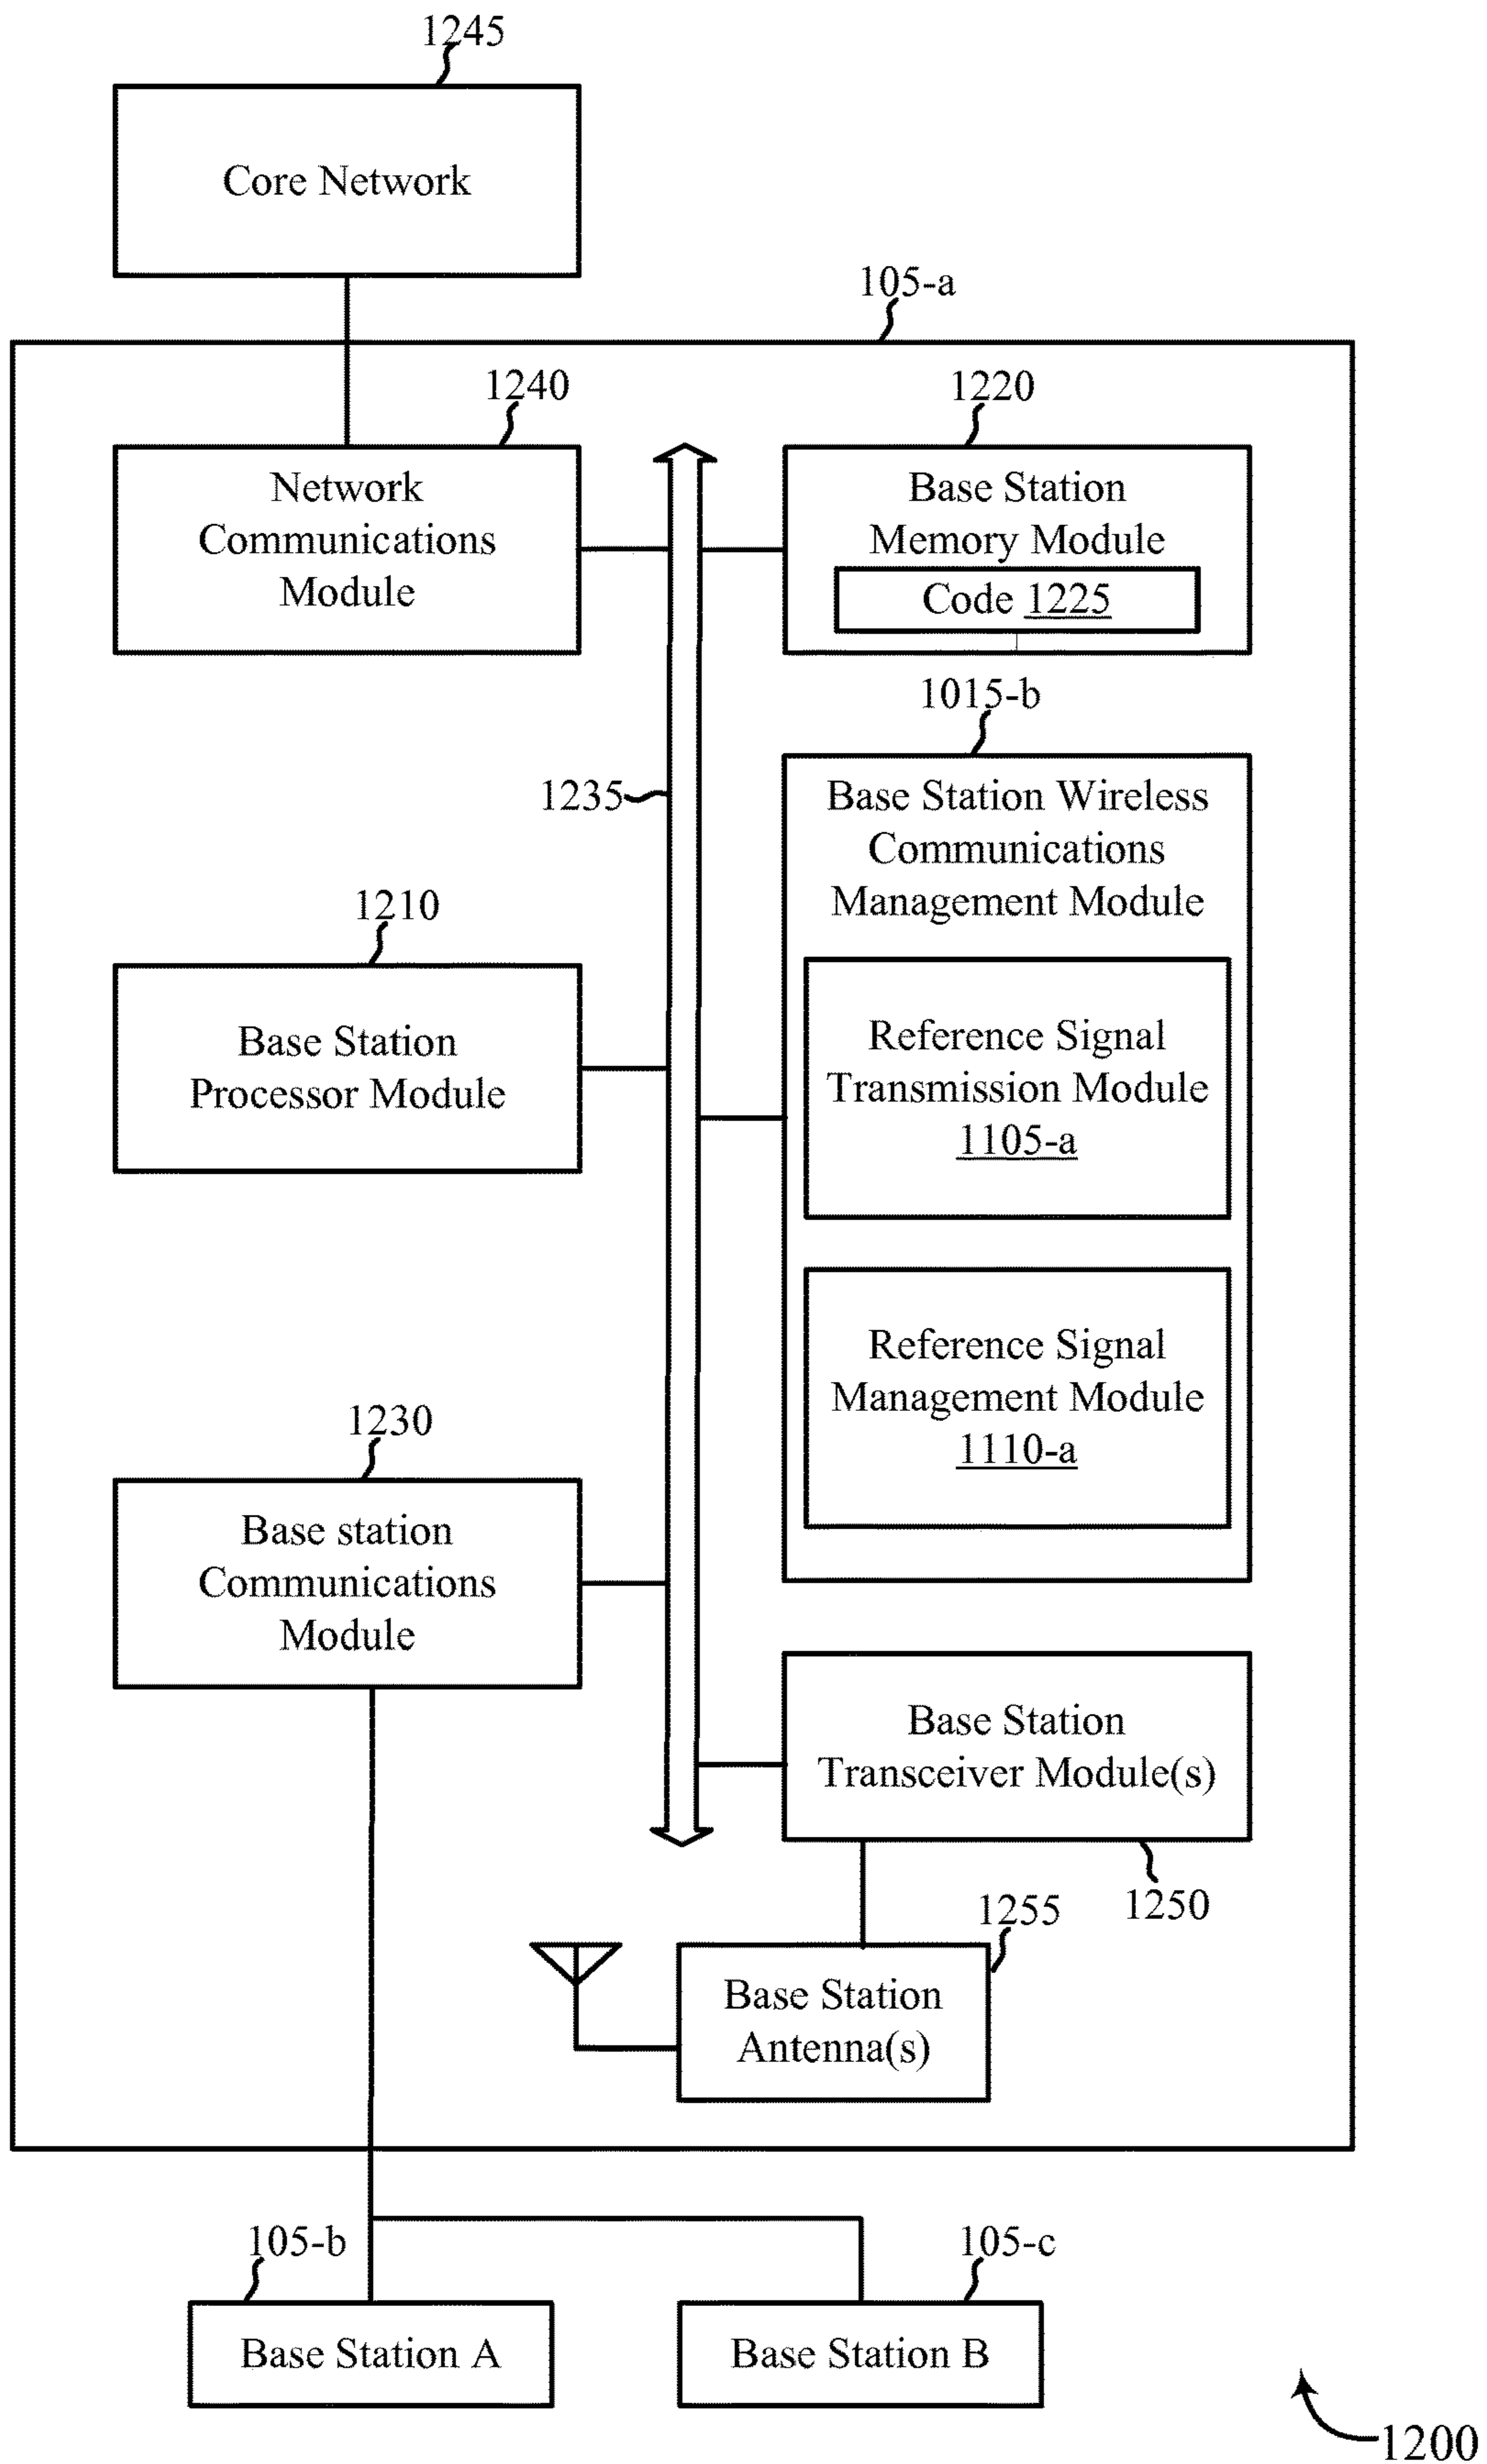 1245
Core Network
105-a
1240
1220
Network
Communications
Module
Base Station
Memory Module
Code 1225
1015-b
1235
Base Station Wireless
Communications
Management Module
1210
Base Station
Processor Module
Reference Signal
Transmission Module
1105-a
Reference Signal
Management Module
1110-a
1230
Base station
Communications
Module
Base Station
Transceiver Module(s)
1250
1255
Base Station
Antenna(s)
105-b
105-c
Base Station A
Base Station B
1200